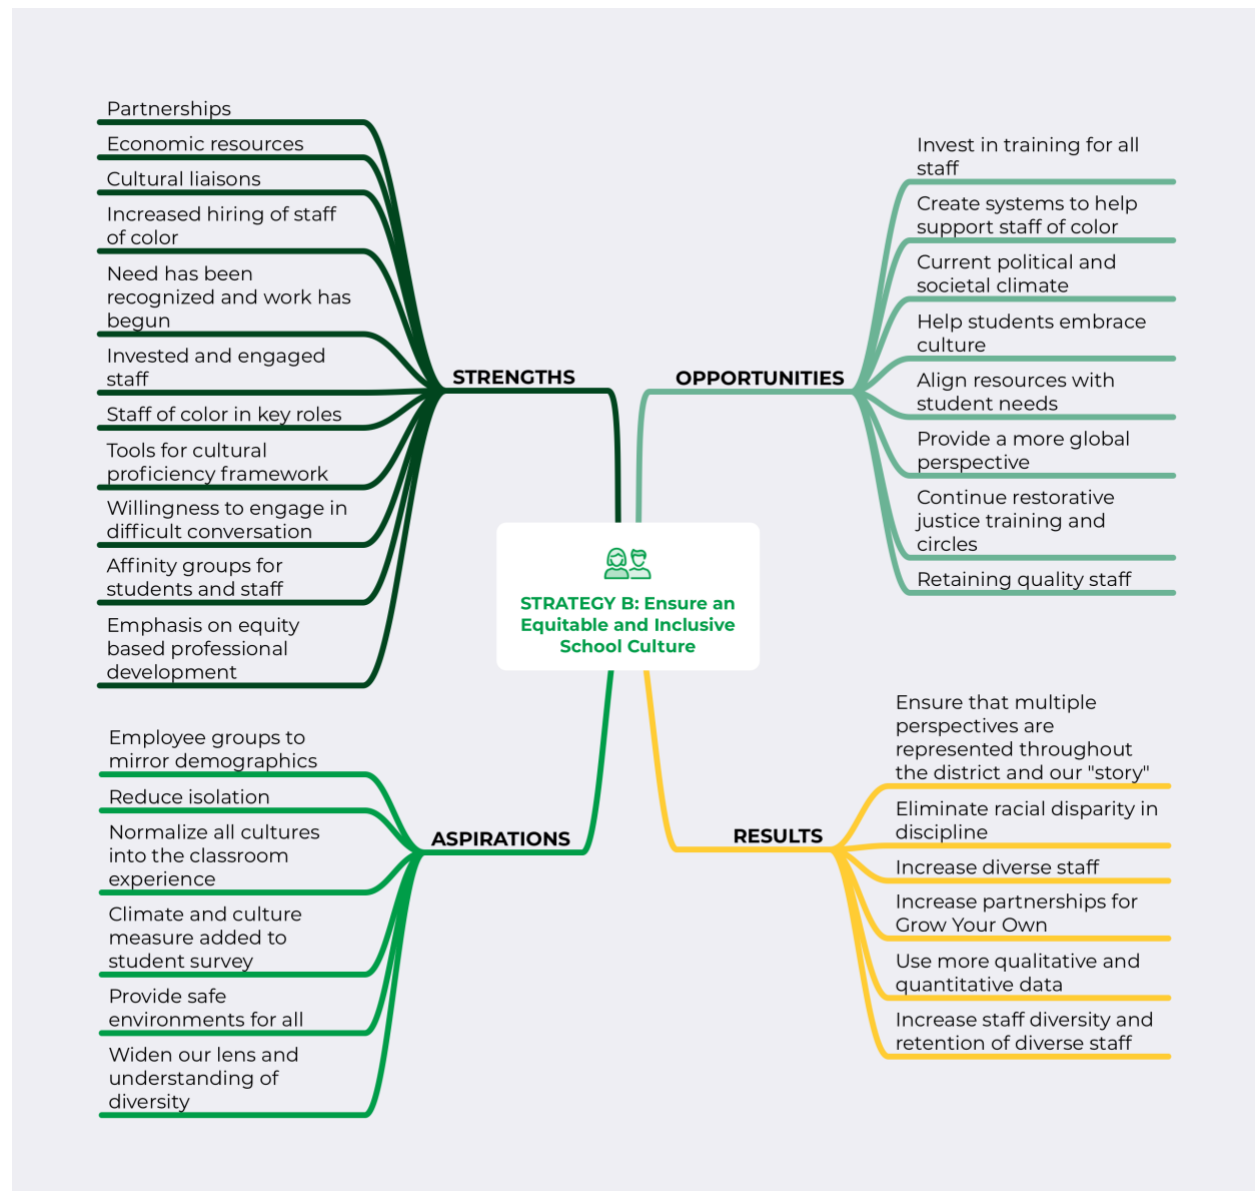 Partnerships
Economic resources
Cultural liaisons
Increased hiring of staff
of color
Need has been
recognized and work has
begun
Invested and engaged
staff
Staff of color in key roles
Tools for cultural
proficiency framework
Willingness to engage in
difficult conversation
Affinity groups for
students and staff
Emphasis on equity
based professional
development
STRENGTHS
OPPORTUNITIES
Invest in training for all
staff
Create systems to help
support staff of color
Current political and
societal climate
Help students embrace
culture
Align resources with
student needs
Provide a more global
perspective
Continue restorative
justice training and
circles
Retaining quality staff
STRATEGY B: Ensure an
Equitable and Inclusive
School Culture
Employee groups to
mirror demographics
Reduce isolation
Normalize all cultures
into the classroom
experience
Climate and culture
measure added to
student survey
Provide safe
environments for all
Widen our lens and
understanding of
diversity
ASPIRATIONS
RESULTS
Ensure that multiple
perspectives are
represented throughout
the district and our "story"
Eliminate racial disparity in
discipline
Increase diverse staff
Increase partnerships for
Grow Your Own
Use more qualitative and
quantitative data
Increase staff diversity and
retention of diverse staff